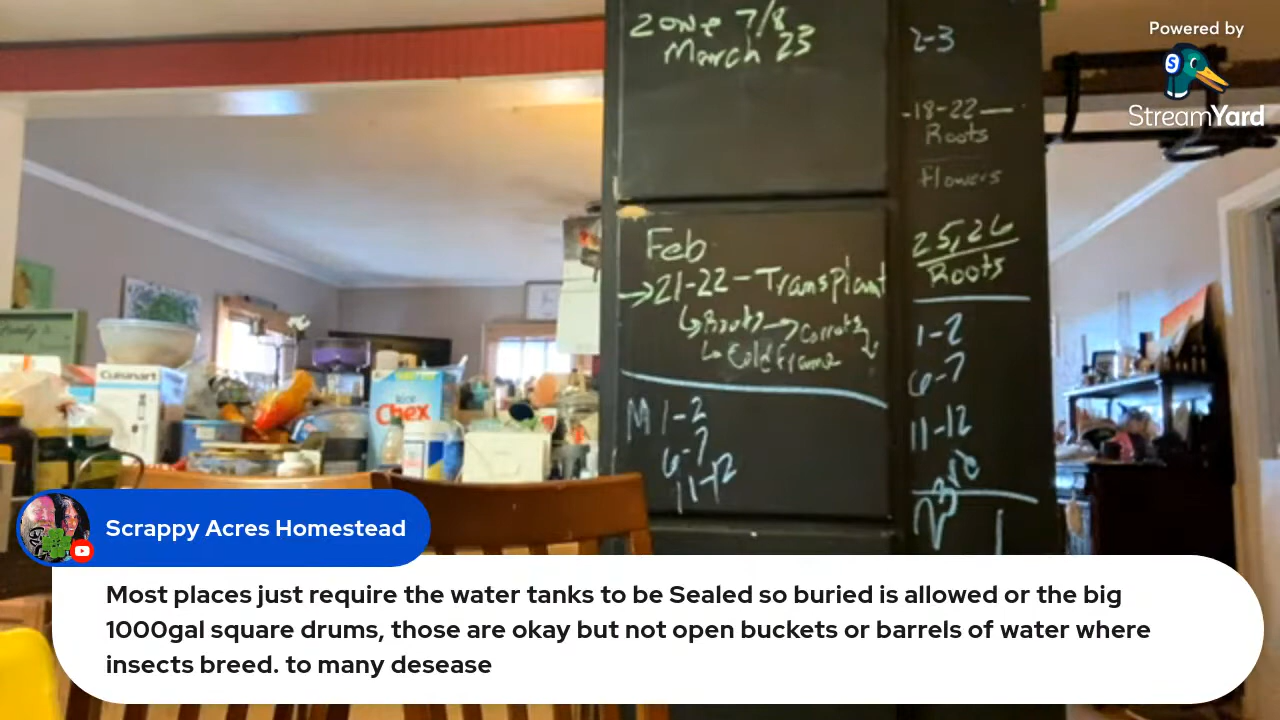 Zone 7/8
March 23
2-3
-18-22—
Roots
Flowers
25,26
Roots
Feb
→21-22-Transplant
Roots→Carrots
Cold Frame
M 1-2
6-7
11-12
1-2
6-7
11-12
Powered by
StreamYard
Cuisinart
Rice
Chex
Scrappy Acres Homestead
Most places just require the water tanks to be Sealed so buried is allowed or the big
1000gal square drums, those are okay but not open buckets or barrels of water where
insects breed. to many desease